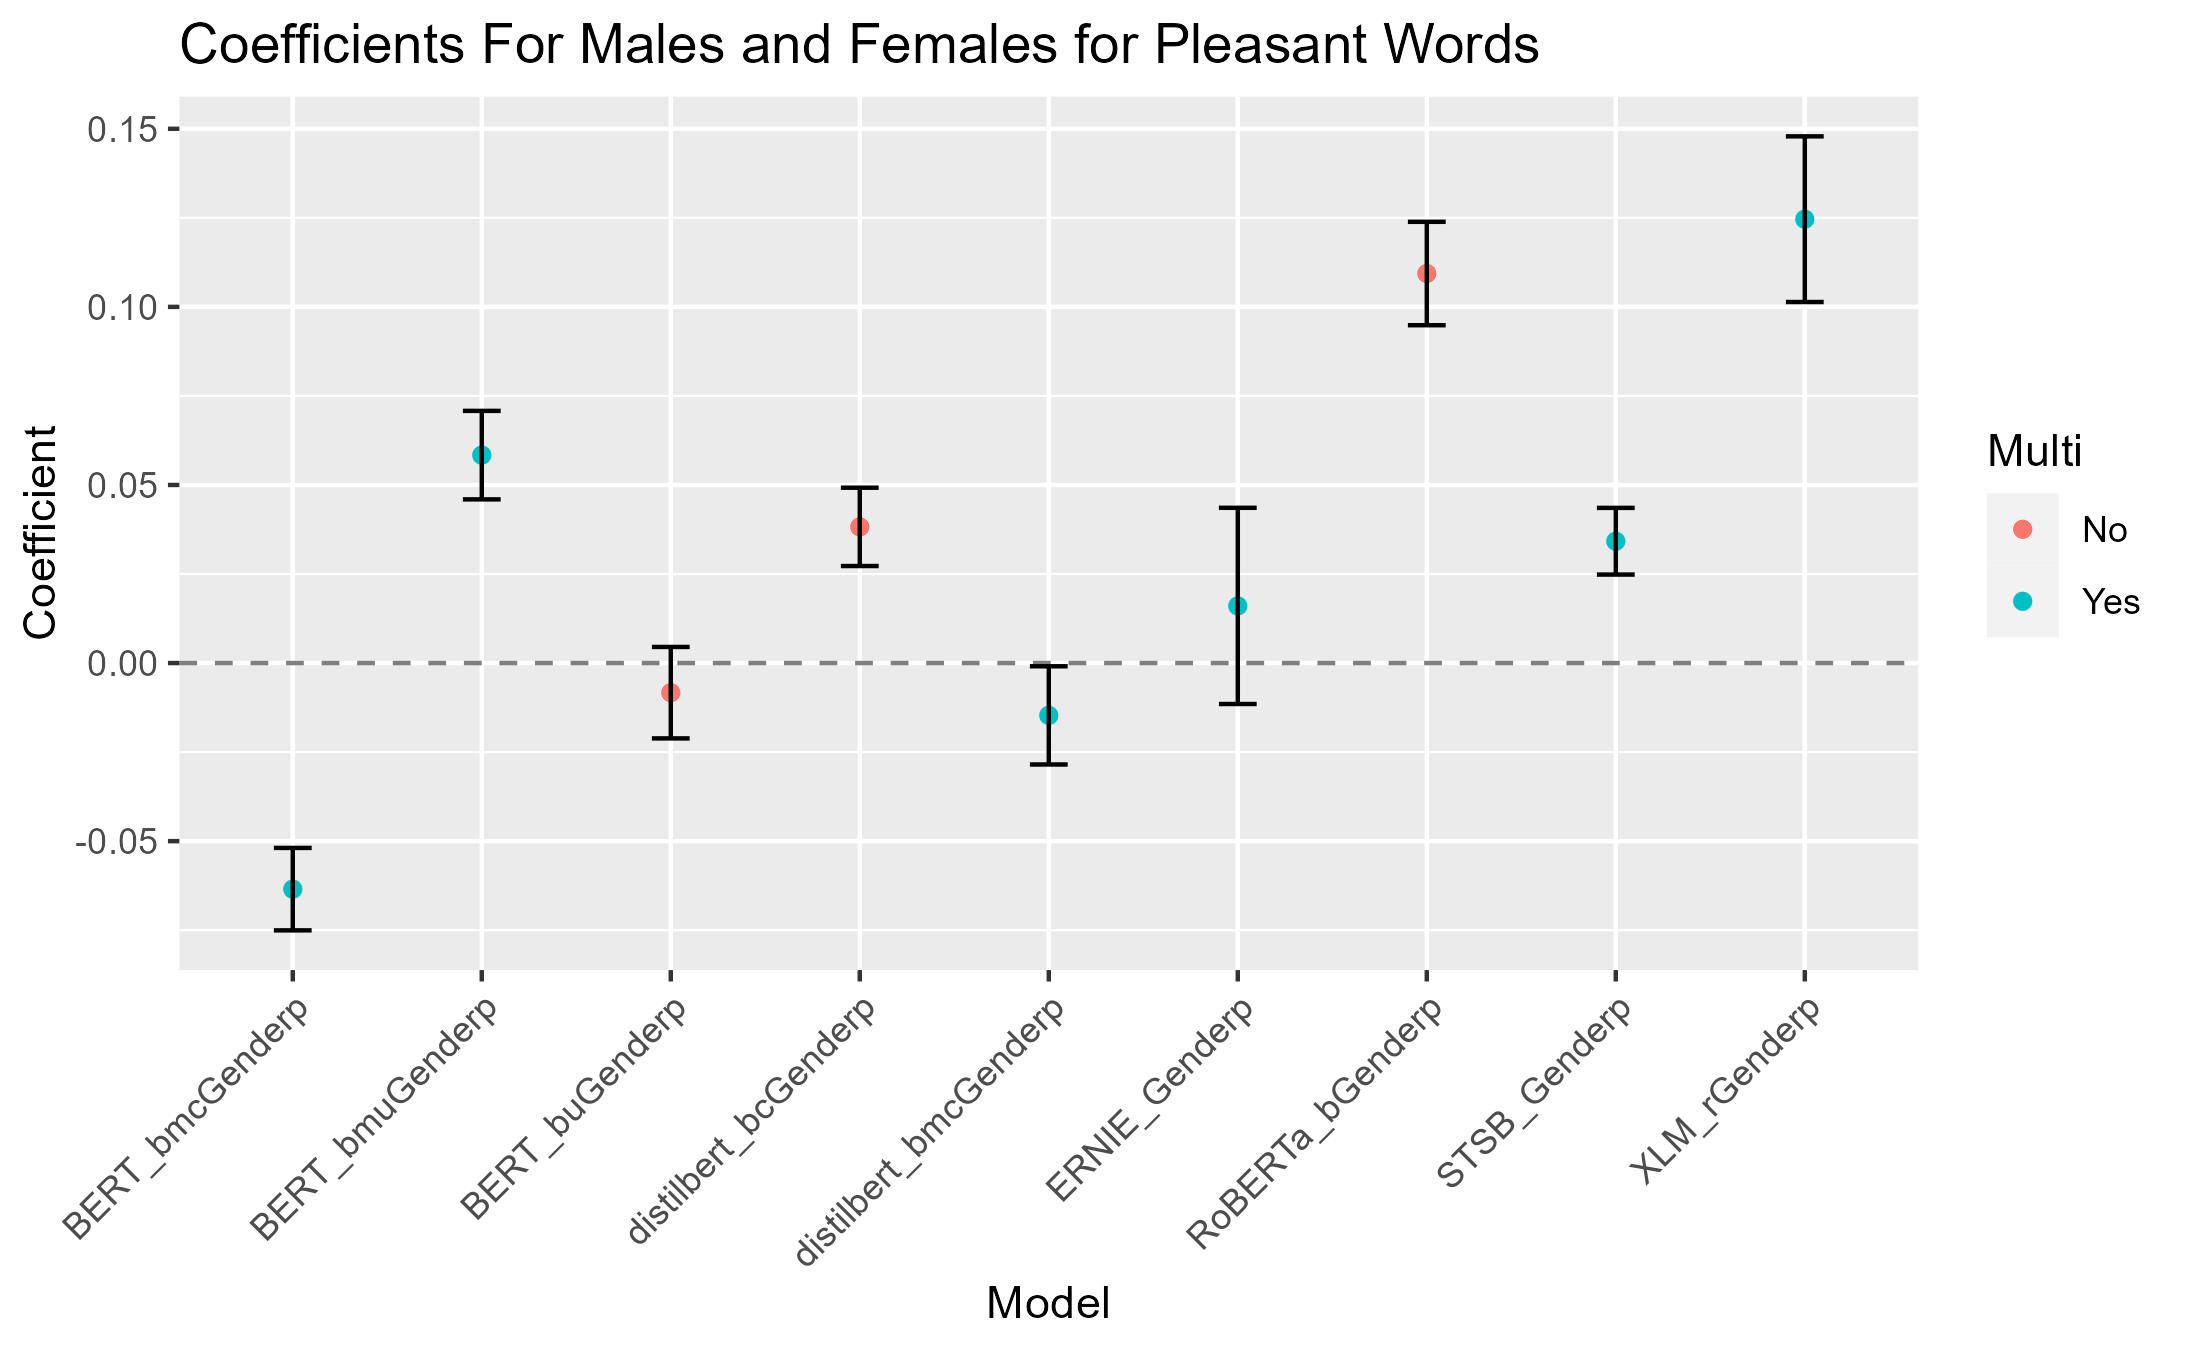 Coefficients For Males and Females for Pleasant Words
0.15
0.10
0.05
0.00
-0.05
Coefficient
BERT_bmcGenderp
BERT_bmuGenderp
BERT_buGenderp
distilbert_bcGenderp
distilbert_bmcGenderp
ERNIE_Genderp
RoBERTa_bGenderp
STSB_Genderp
XLM_rGenderp
Model
Multi
No
Yes